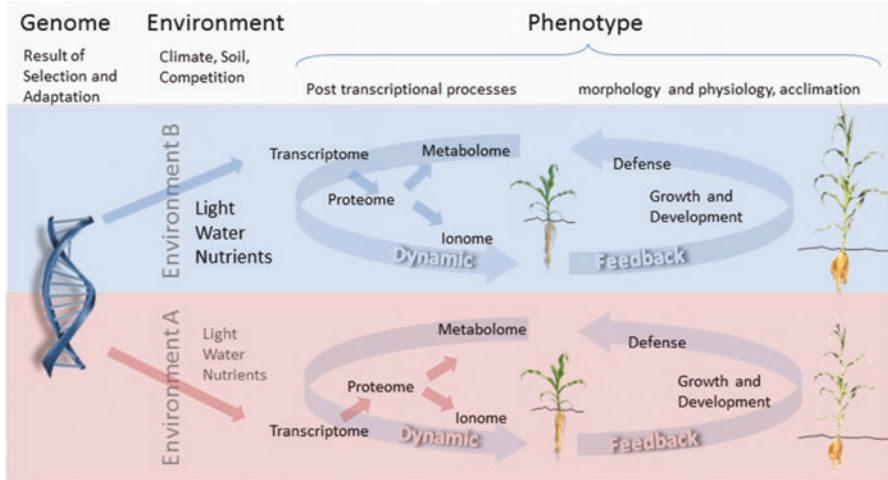 Genome
Environment
Phenotype
Result of
Selection and
Adaptation
Climate, Soil,
Competition
Post transcriptional processes
morphology and physiology, acclimation
Environment B
Light
Water
Nutrients
Transcriptome
Metabolome
Proteome
Ionome
Dynamic
Feedback
Defense
Growth and
Development
Environment A
Light
Water
Nutrients
Metabolome
Proteome
Ionome
Transcriptome
Dynamic
Feedback
Defense
Growth and
Development